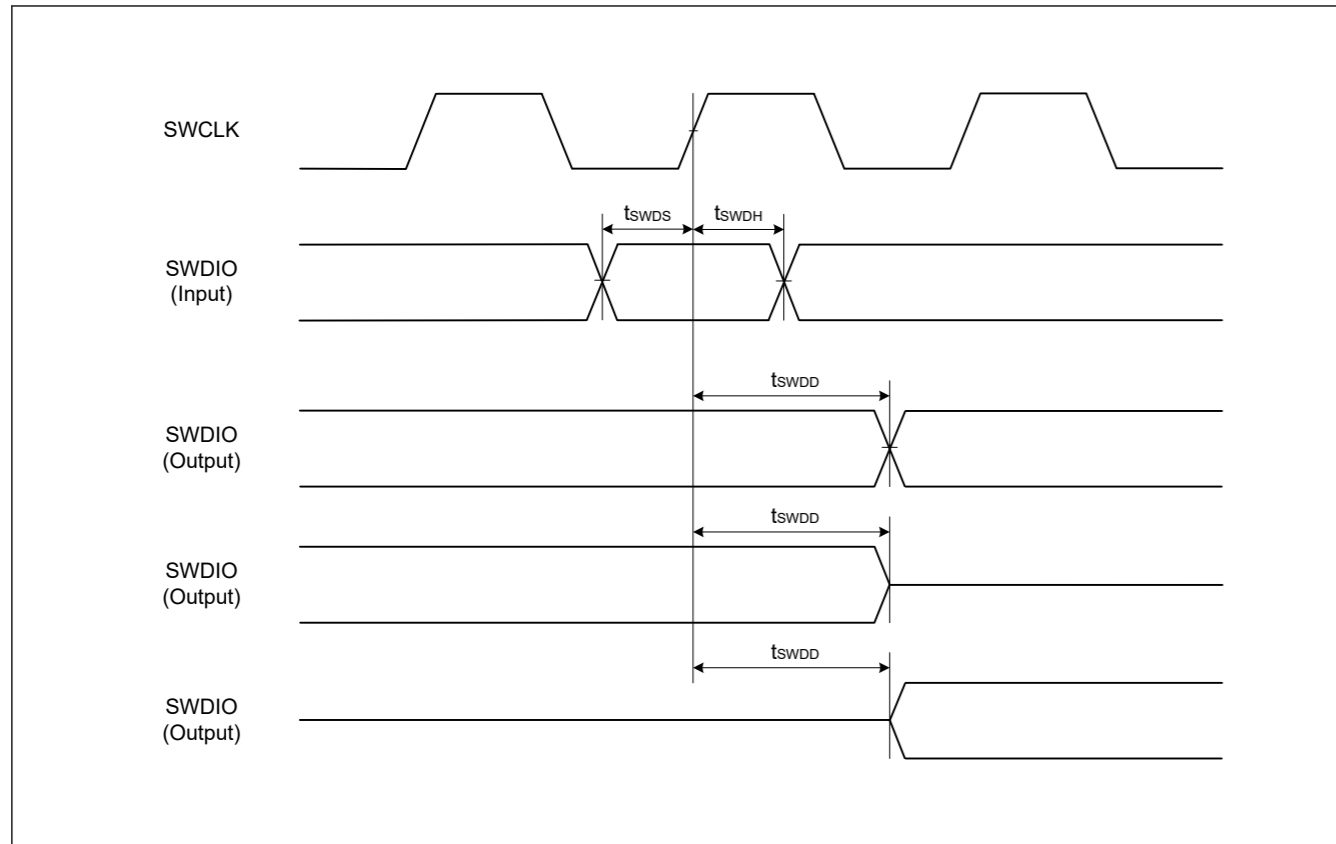 SWCLK
tSWDS tSWDH
SWDIO
(Input)
tSWDD
SWDIO
(Output)
tSWDD
SWDIO
(Output)
tSWDD
SWDIO
(Output)